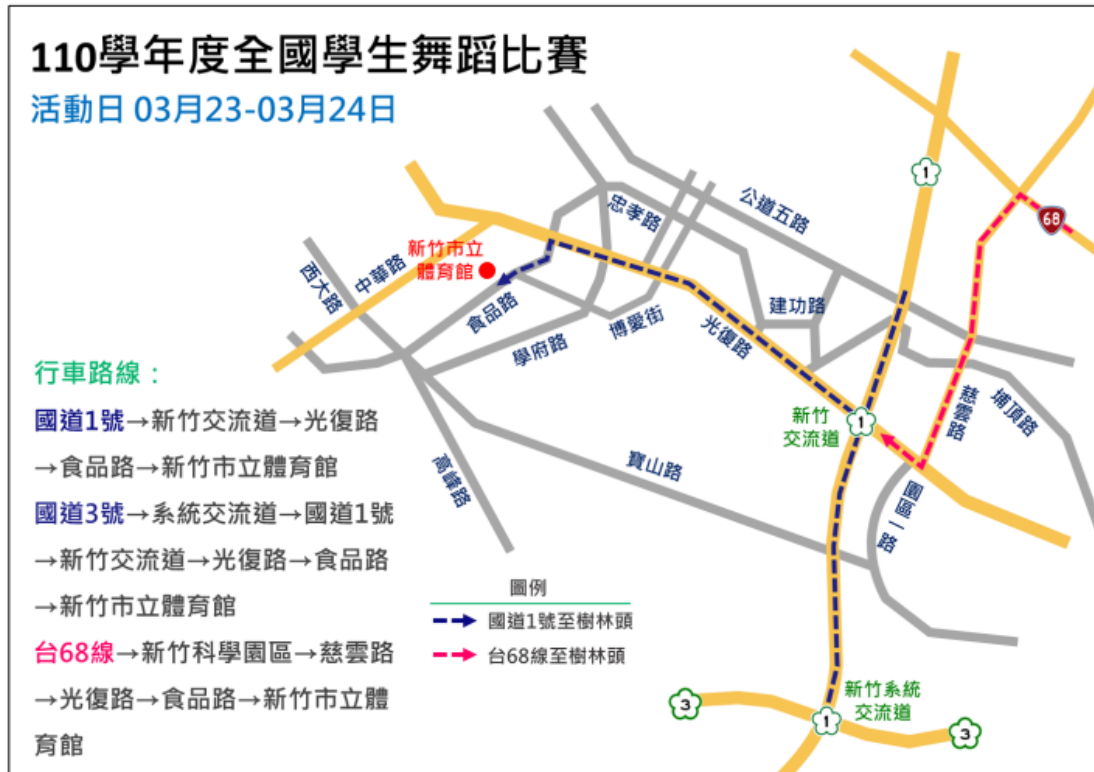 110學年度全國學生舞蹈比賽
活動日 03月23-03月24日
1
68
公道五路
忠孝路
新竹市立
體育館
中華路
西大路
食品路
建功路
光復路
博愛街
學府路
慈雲路
埔頂路
新竹
交流道
1
行車路線：
國道1號→新竹交流道→光復路
→食品路→新竹市立體育館
國道3號→系統交流道→國道1號
→新竹交流道→光復路→食品路
→新竹市立體育館
台68線→新竹科學園區→慈雲路
→光復路→食品路→新竹市立體
育館
高峰路
寶山路
園區一路
圖例
國道1號至樹林頭
台68線至樹林頭
新竹系統
交流道
3
1
3